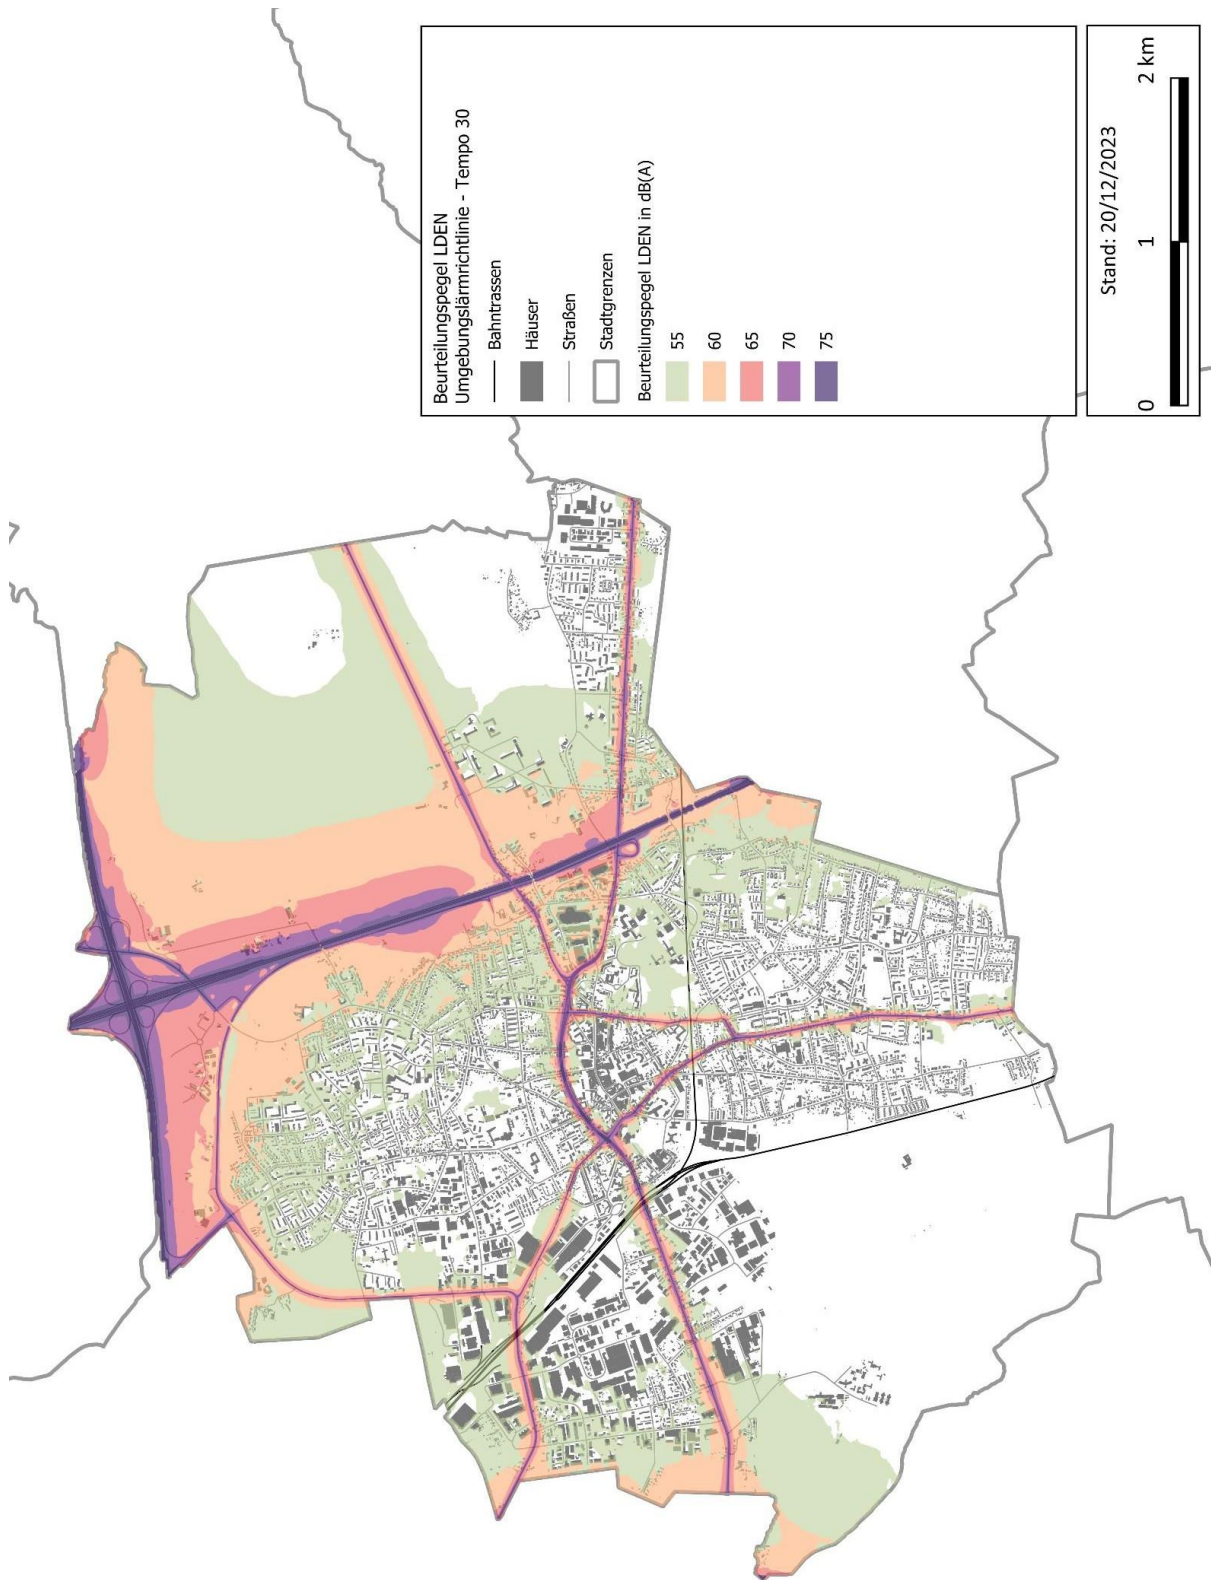 Beurteilungspegel LDEN
Umgebungslärmrichtlinie - Tempo 30
Bahntrassen
Häuser
Straßen
Stadtgrenzen
Beurteilungspegel LDEN in dB(A)
55
60
65
70
75
Stand: 20/12/2023
0 1 2 km